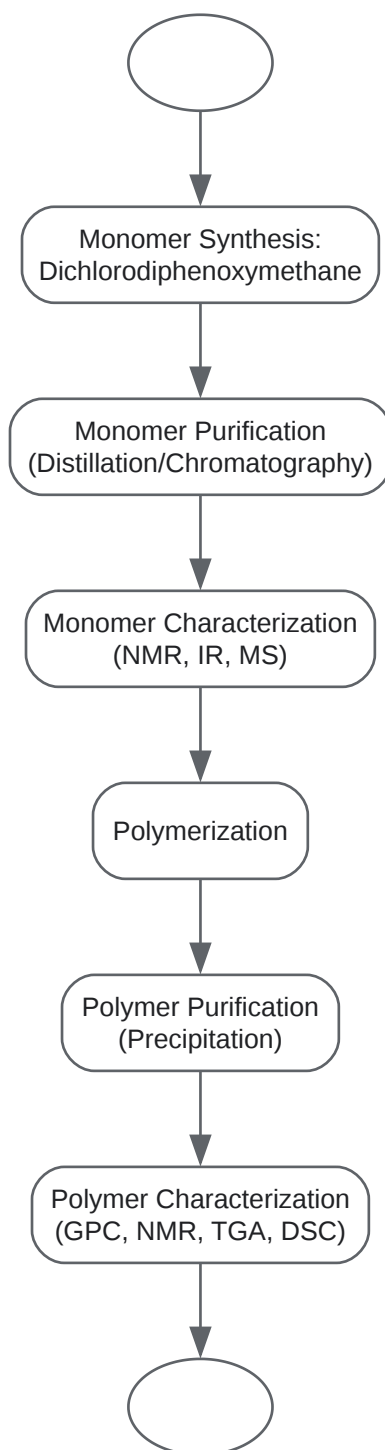 Monomer Synthesis:
Dichlorodiphenoxymethane
Monomer Purification
(Distillation/Chromatography)
Monomer Characterization
(NMR, IR, MS)
Polymerization
Polymer Purification
(Precipitation)
Polymer Characterization
(GPC, NMR, TGA, DSC)